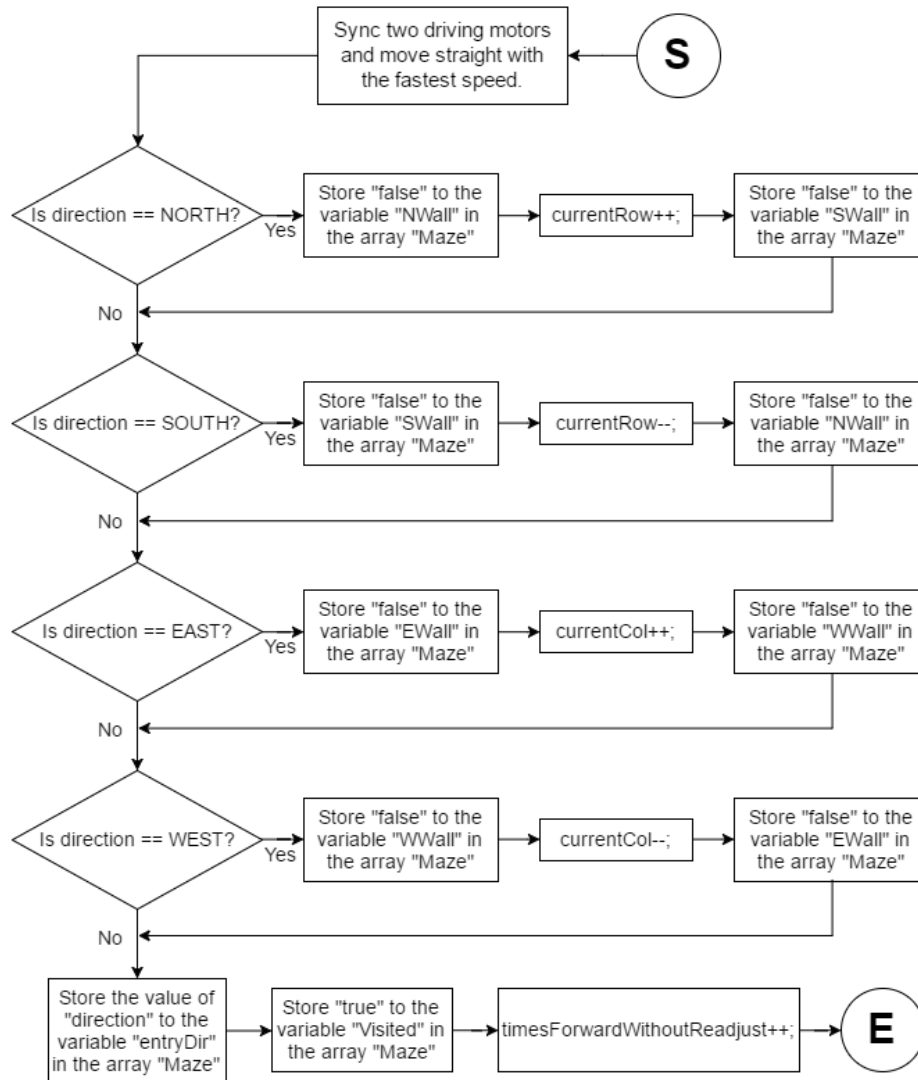 Sync two driving motors
and move straight with
the fastest speed.
S
Is direction == NORTH?
Yes
Store "false" to the
variable "NWall" in
the array "Maze"
currentRow++;
Store "false" to the
variable "SWall" in
the array "Maze"
No
Is direction == SOUTH?
Yes
Store "false" to the
variable "SWall" in
the array "Maze"
currentRow--;
Store "false" to the
variable "NWall" in
the array "Maze"
No
Is direction == EAST?
Yes
Store "false" to the
variable "EWall" in
the array "Maze"
currentCol++;
Store "false" to the
variable "WWall" in
the array "Maze"
No
Is direction == WEST?
Yes
Store "false" to the
variable "WWall" in
the array "Maze"
currentCol--;
Store "false" to the
variable "EWall" in
the array "Maze"
No
Store the value of
"direction" to the
variable "entryDir"
in the array "Maze"
Store "true" to the
variable "Visited" in
the array "Maze"
timesForwardWithoutReadjust++;
E